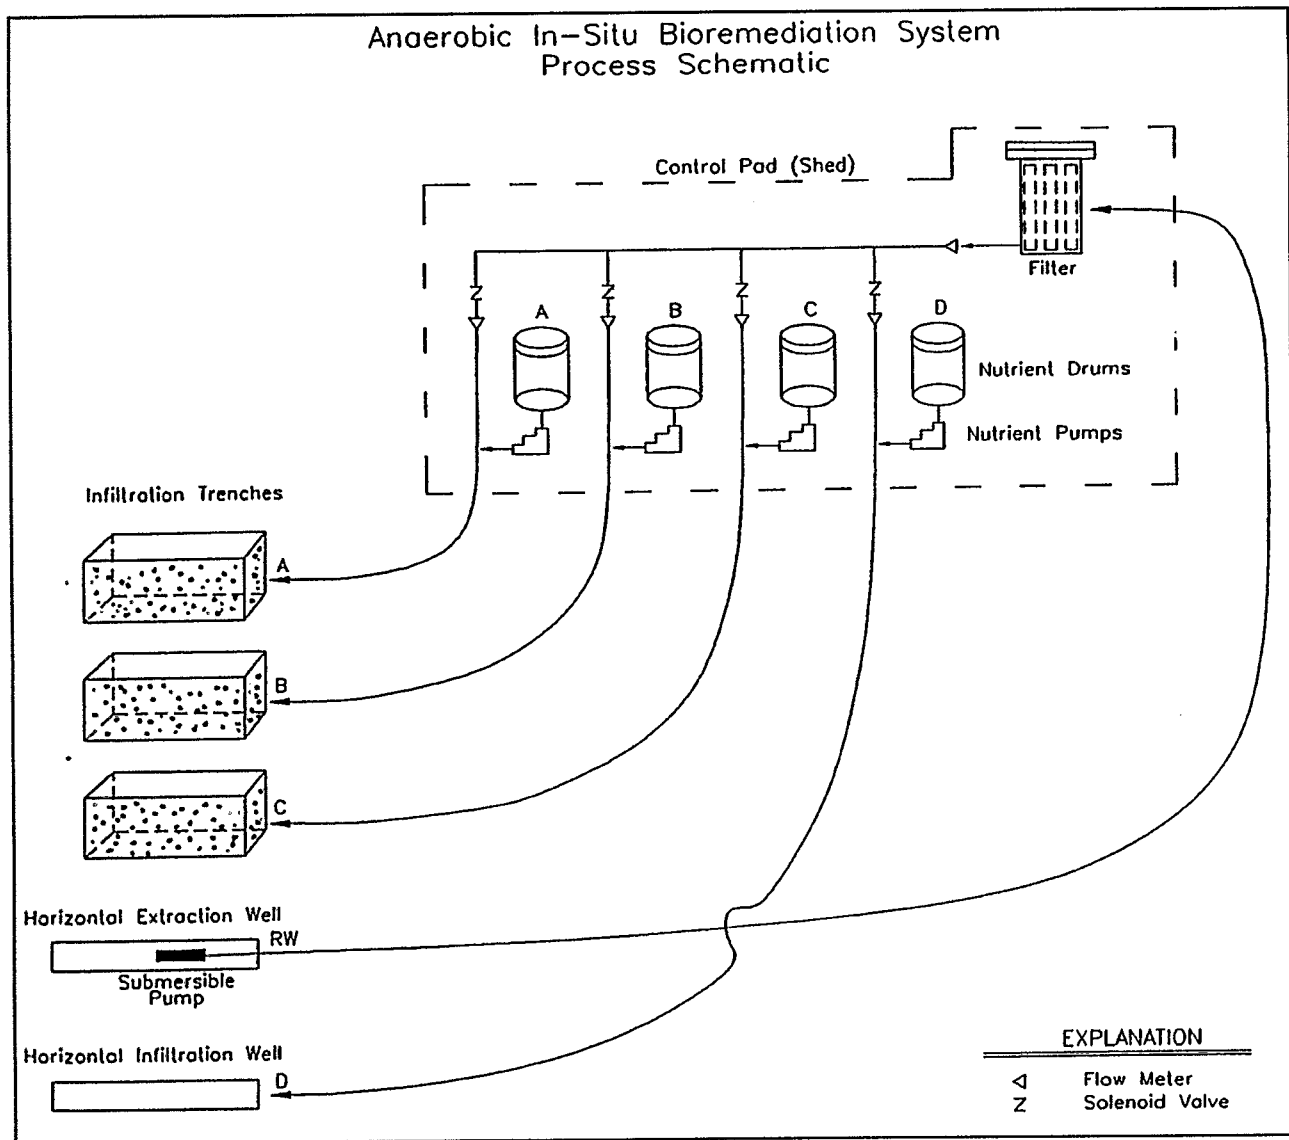 Anaerobic In-Situ Bioremediation System
Process Schematic
Control Pad (Shed)
Filter
Z Z Z Z
A B C D
Nutrient Drums
Nutrient Pumps
Infiltration Trenches
A
B
C
Horizontal Extraction Well
RW
Submersible
Pump
Horizontal Infiltration Well
D
EXPLANATION
Flow Meter
Z Solenoid Valve